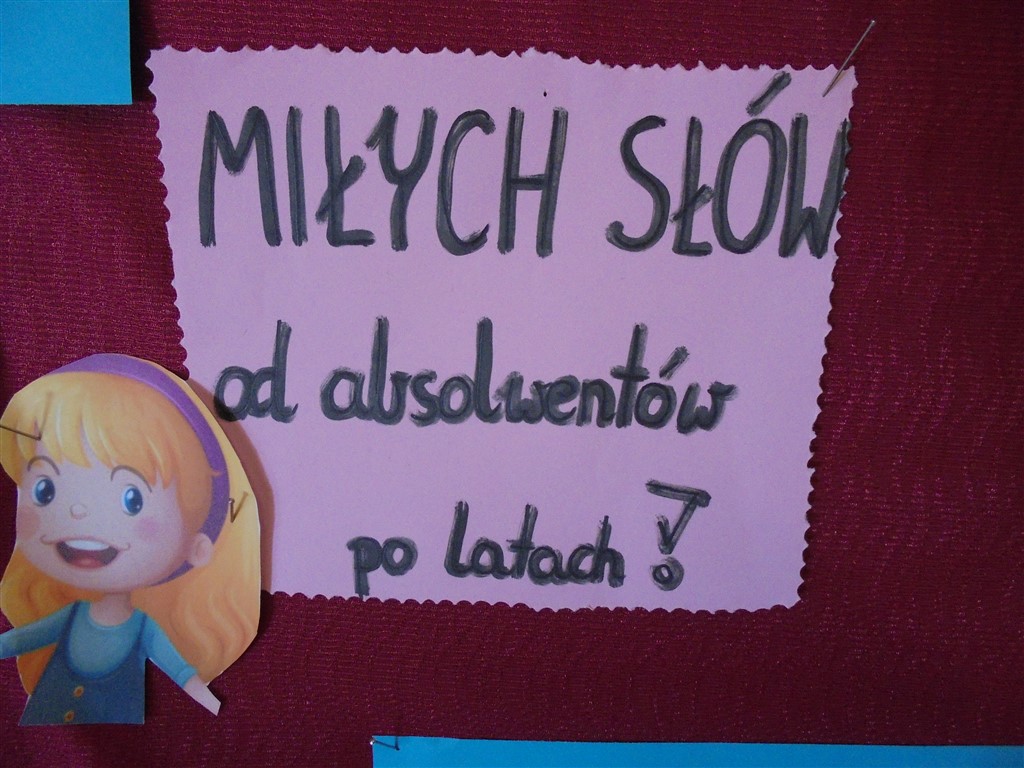 MIŁYCH SŁÓW
od absolwentów
po latach!